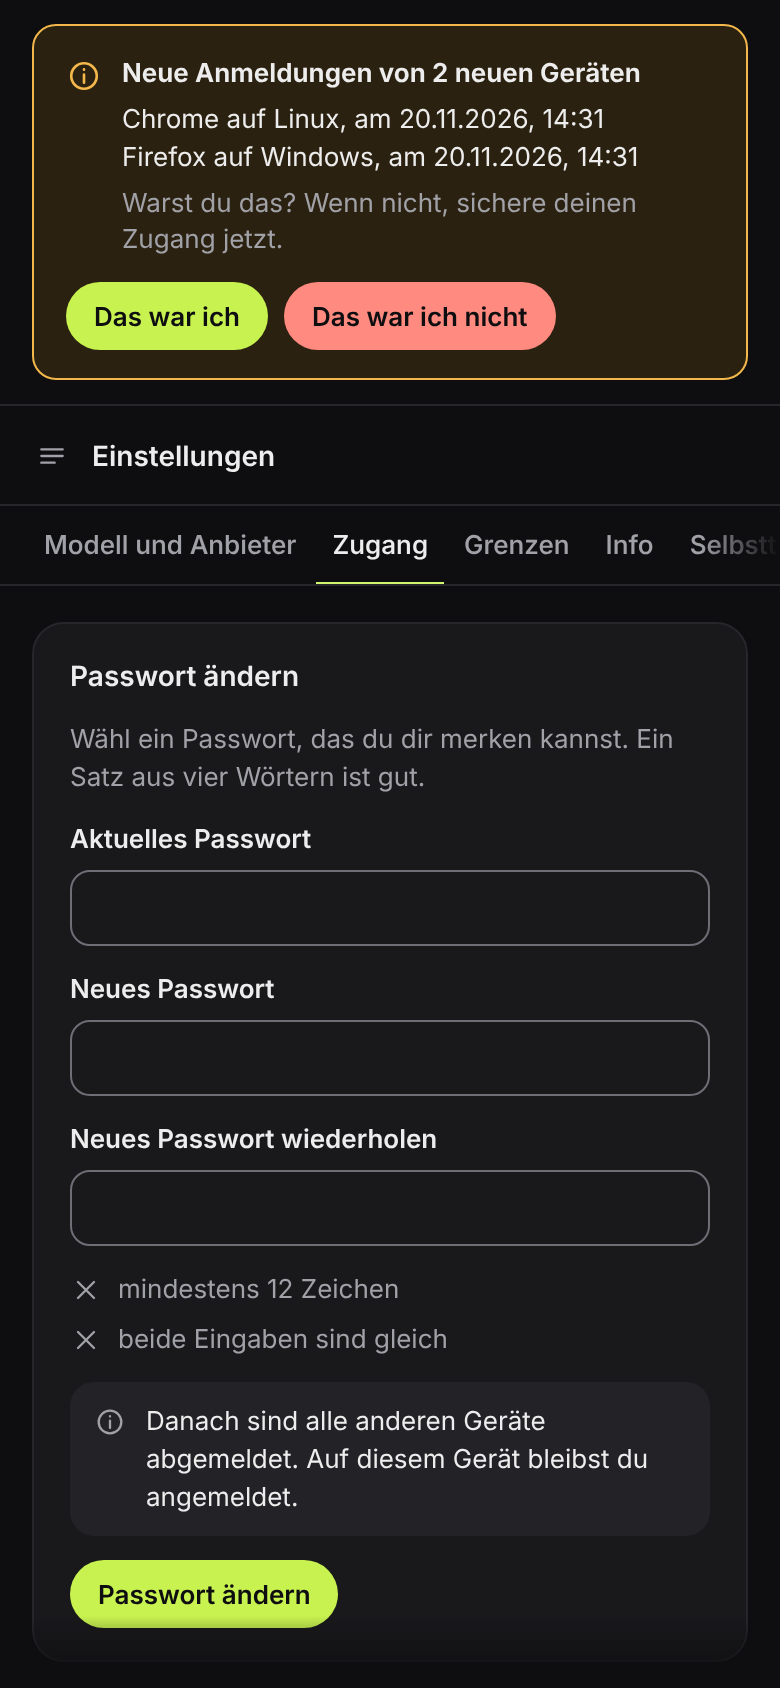 Neue Anmeldungen von 2 neuen Geräten
Chrome auf Linux, am 20.11.2026, 14:31
Firefox auf Windows, am 20.11.2026, 14:31
Warst du das? Wenn nicht, sichere deinen
Zugang jetzt.
Das war ich
Das war ich nicht
Einstellungen
Modell und Anbieter
Zugang
Grenzen
Info
Passwort ändern
Wähl ein Passwort, das du dir merken kannst. Ein
Satz aus vier Wörtern ist gut.
Aktuelles Passwort
Neues Passwort
Neues Passwort wiederholen
mindestens 12 Zeichen
beide Eingaben sind gleich
Danach sind alle anderen Geräte
abgemeldet. Auf diesem Gerät bleibst du
angemeldet.
Passwort ändern